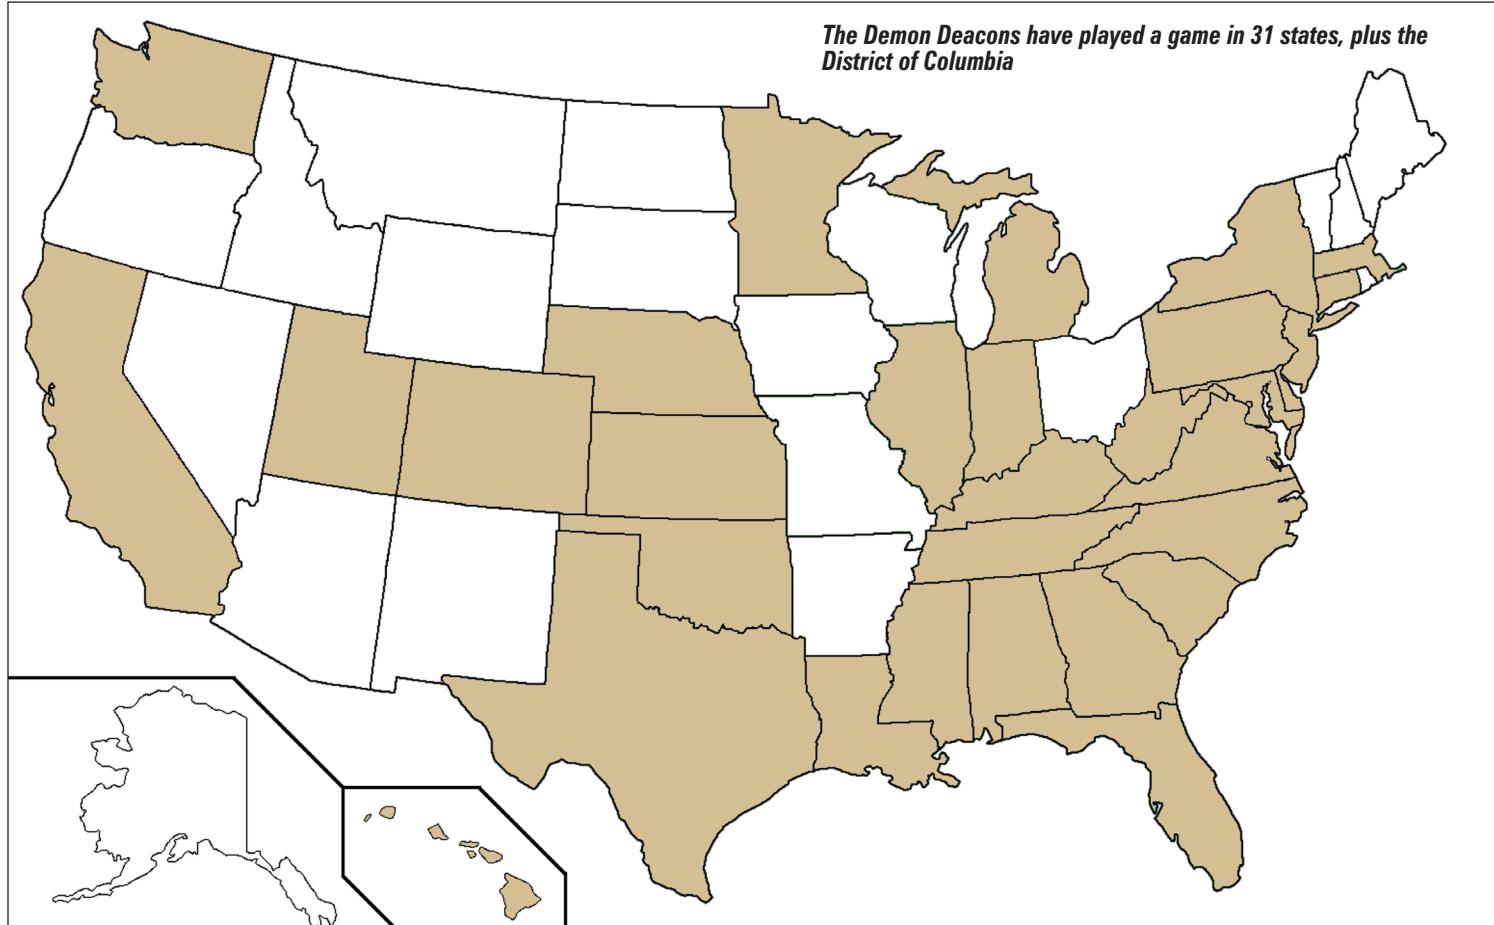 The Demon Deacons have played a game in 31 states, plus the
District of Columbia